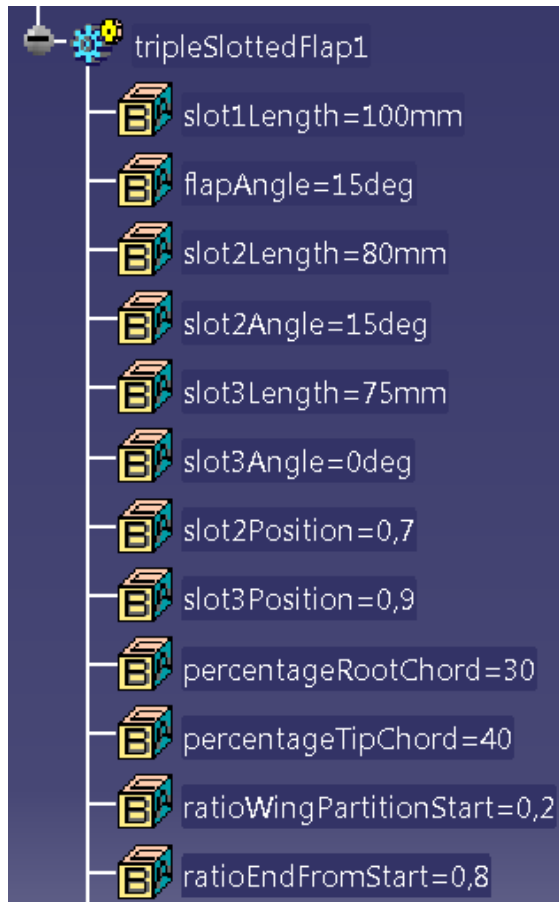 tripleSlottedFlap1
B slot1Length=100mm
B flapAngle=15deg
B slot2Length=80mm
B slot2Angle=15deg
B slot3Length=75mm
B slot3Angle=0deg
B slot2Position=0,7
B slot3Position=0,9
B percentageRootChord=30
B percentageTipChord=40
B ratioWingPartitionStart=0,2
B ratioEndFromStart=0,8